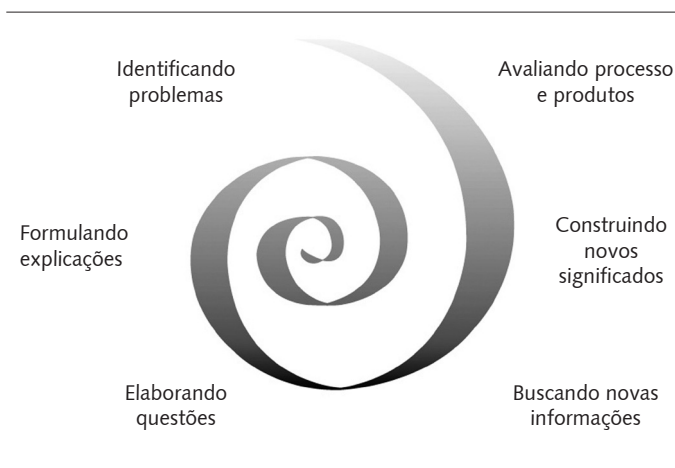 Identificando
problemas
Avaliando processo
e produtos
Formulando
explicações
Construindo
novos
significados
Elaborando
questões
Buscando novas
informações